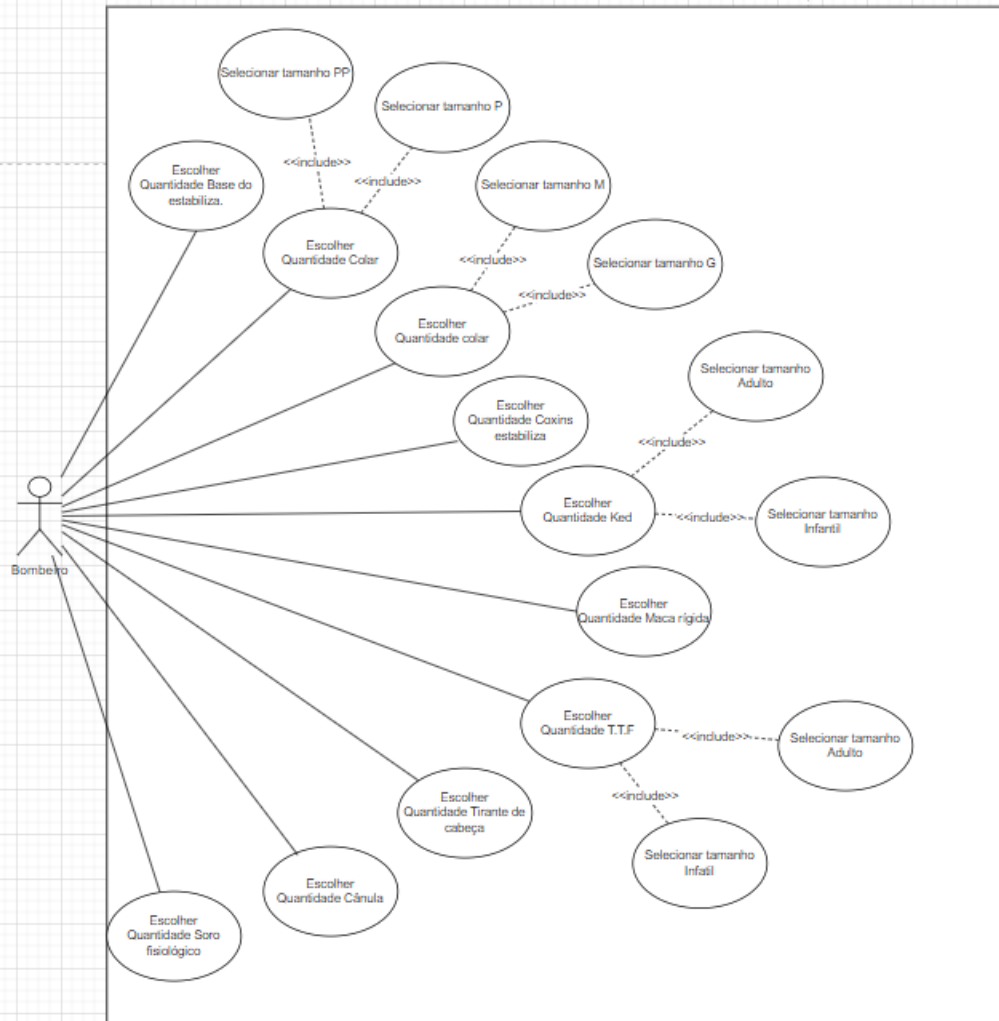 Selecionar tamanho PP
Selecionar tamanho P
<<include>>
<<include>>
Escolher
Quantidade Base do
estabiliza.
Selecionar tamanho M
Escolher
Quantidade Colar
<<include>>
Selecionar tamanho G
<<include>>
Escolher
Quantidade colar
Selecionar tamanho
Adulto
Escolher
Quantidade Coxins
estabiliza
<<include>>
Escolher
Quantidade Ked
<<include>>
Selecionar tamanho
Infantil
Bombeiro
Escolher
Quantidade Maca rígida
Escolher
Quantidade T.T.F
<<include>>
Selecionar tamanho
Adulto
<<include>>
Escolher
Quantidade Tirante de
cabeça
Selecionar tamanho
Infatil
Escolher
Quantidade Cânula
Escolher
Quantidade Soro
fisiológico